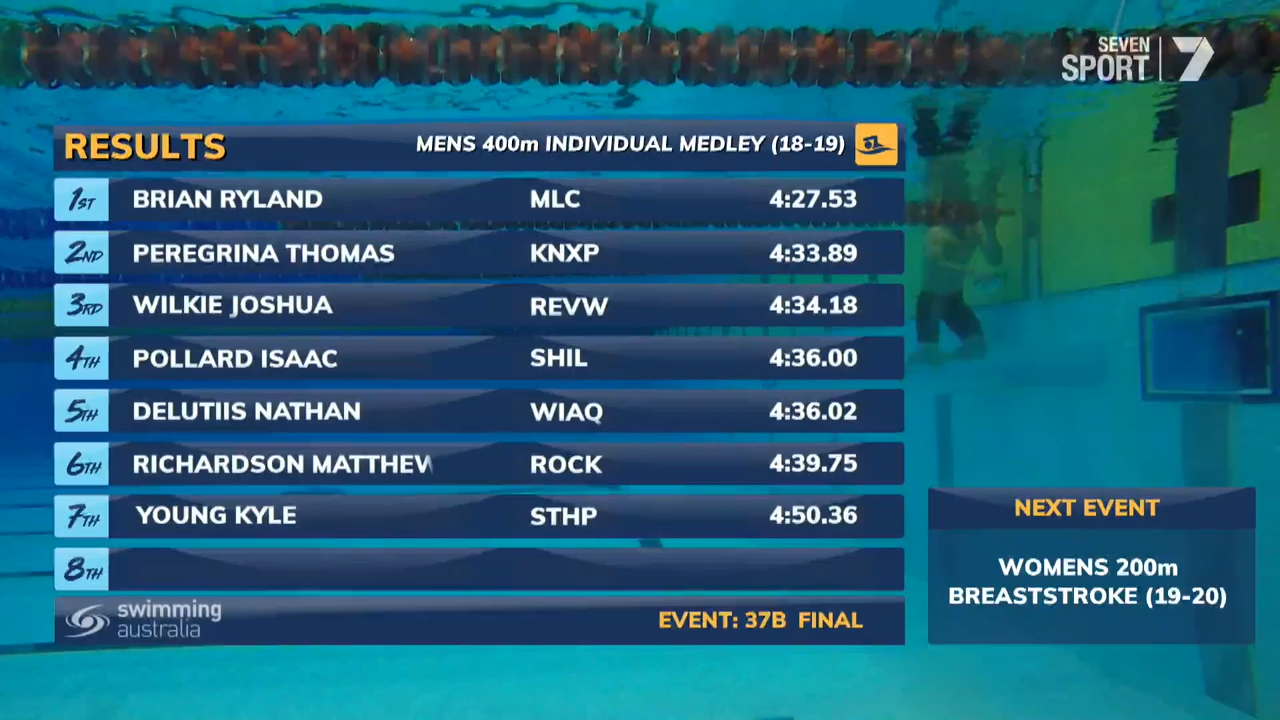 SEVEN
SPORT 7
RESULTS MENS 400m INDIVIDUAL MEDLEY (18-19)
1ST BRIAN RYLAND MLC 4:27.53
2ND PEREGRINA THOMAS KNXP 4:33.89
3RD WILKIE JOSHUA REVW 4:34.18
4TH POLLARD ISAAC SHIL 4:36.00
5TH DELUTIIS NATHAN WIAQ 4:36.02
6TH RICHARDSON MATTHEW ROCK 4:39.75
7TH YOUNG KYLE STHP 4:50.36
8TH
swimming
australia
EVENT: 37B FINAL
NEXT EVENT
WOMENS 200m
BREASTSTROKE (19-20)